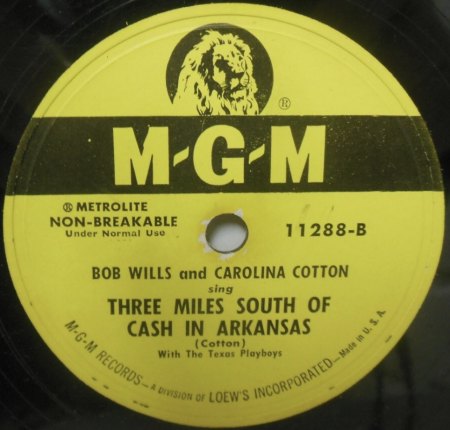 ®
M-G-M
® METROLITE
NON-BREAKABLE
Under Normal Use
11288-B
BOB WILLS and CAROLINA COTTON
sing
THREE MILES SOUTH OF
CASH IN ARKANSAS
(Cotton)
With The Texas Playboys
M-G-M RECORDS—A DIVISION OF LOEW'S INCORPORATED—Made in U.S.A.